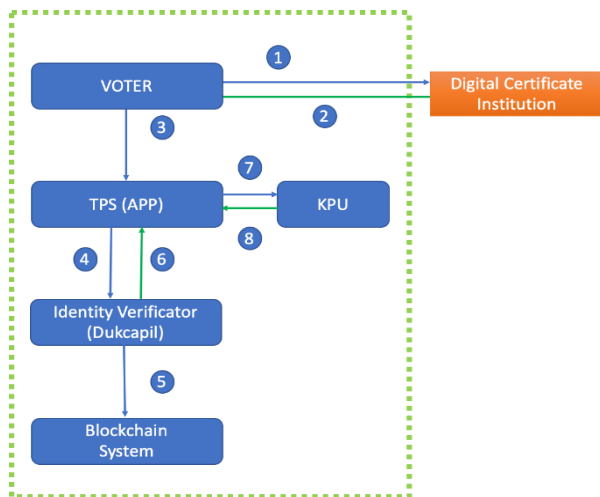 1
VOTER
Digital Certificate
Institution
2
3
7
TPS (APP)
KPU
8
4
6
Identity Verificator
(Dukcapil)
5
Blockchain
System